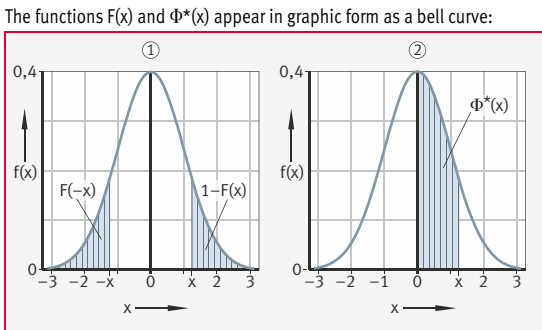 The functions F(x) and Φ*(x) appear in graphic form as a bell curve:
① ②
0,4 0,4
Φ*(x)
f(x) f(x)
F(−x) 1−F(x)
0 0
−3 −2 −x 0 x 2 3 −3 −2 −1 0 x 2 3
x x